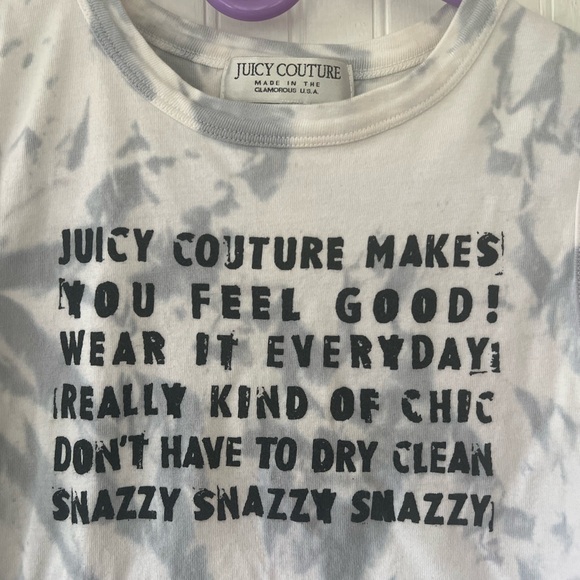 JUICY COUTURE
MADE IN THE
GLAMOROUS U.S.A.
JUICY COUTURE MAKES
YOU FEEL GOOD!
WEAR IT EVERYDAY!
REALLY KIND OF CHIC
DON'T HAVE TO DRY CLEAN
SNAZZY SNAZZY SNAZZY